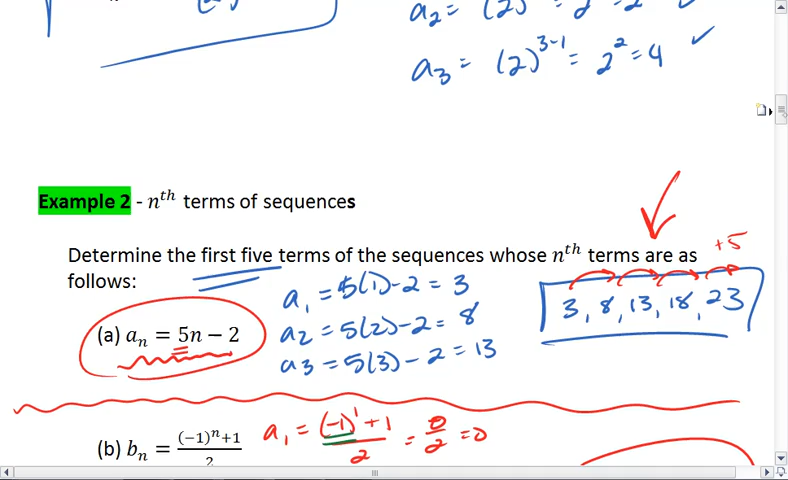 a₂ = (2) = 2 = 2 ✓
a₃ = (2)³⁻¹ = 2² = 4 ✓
Example 2 - nᵗʰ terms of sequences
Determine the first five terms of the sequences whose nᵗʰ terms are as
follows:
+5
3, 8, 13, 18, 23
a₁ = 5(1) - 2 = 3
(a) aₙ = 5n − 2
a₂ = 5(2) - 2 = 8
a₃ = 5(3) - 2 = 13
(b) bₙ = ((-1)ⁿ+1)/2
a₁ = ((-1)¹ + 1)/2 = 0/2 = 0